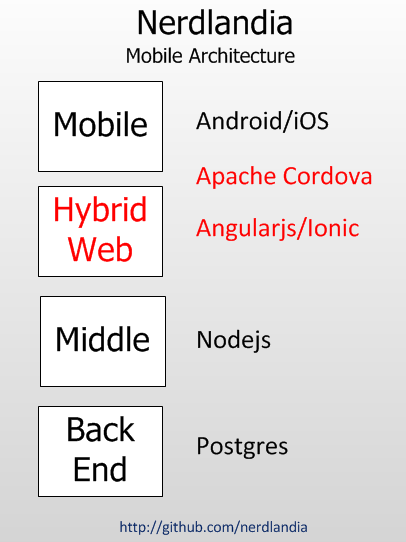 Nerdlandia
Mobile Architecture
Mobile
Android/iOS
Apache Cordova
Hybrid
Web
Angularjs/Ionic
Middle
Nodejs
Back
End
Postgres
http://github.com/nerdlandia